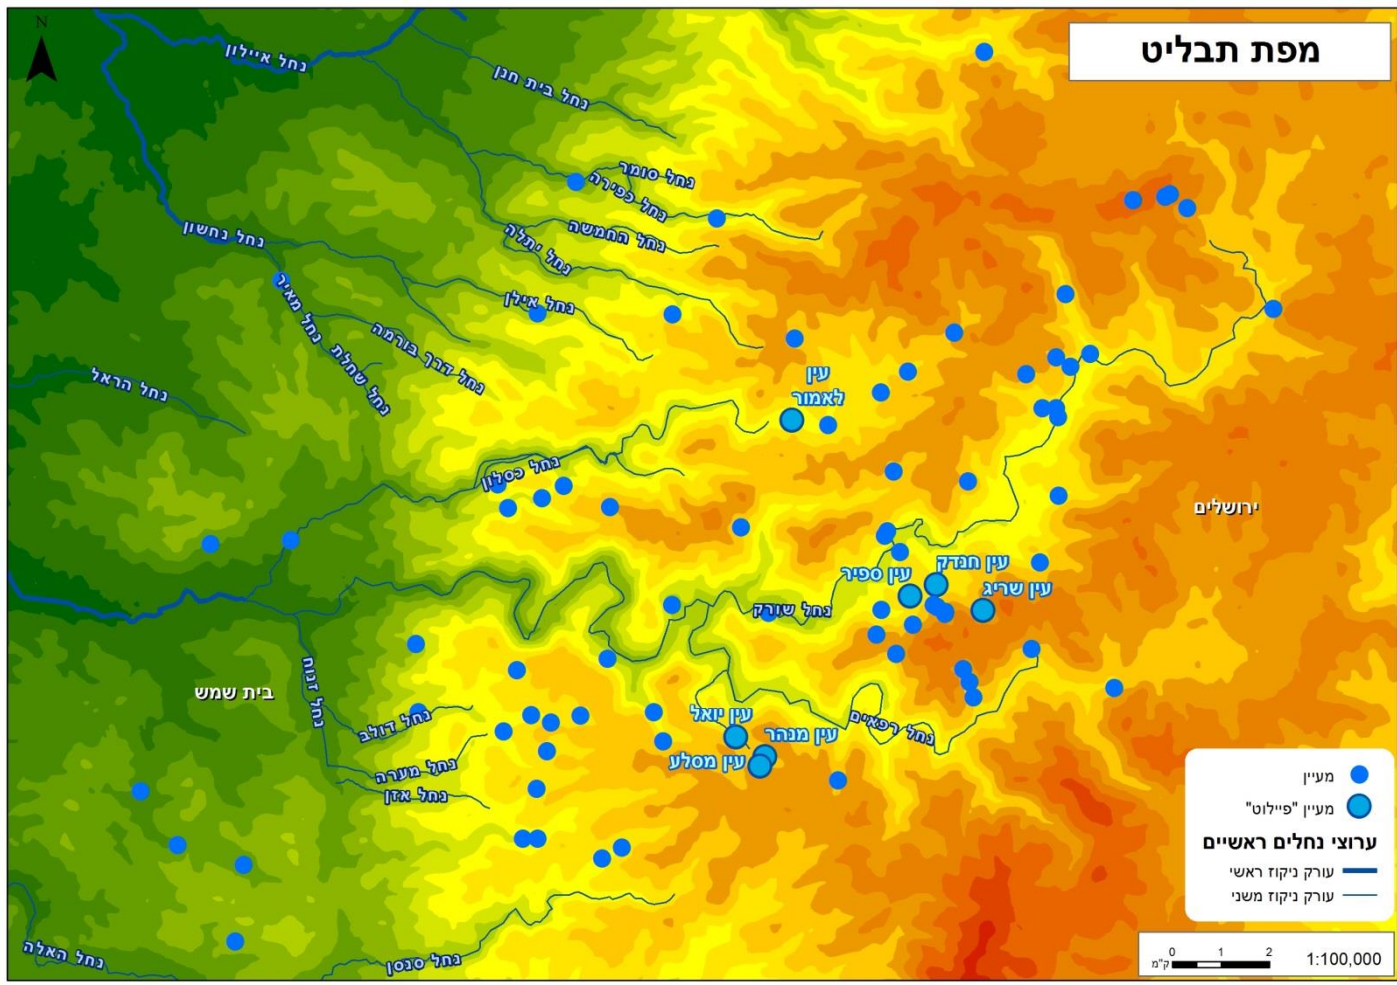 מפת תבליט
N
נחל איילון
נחל בית חנן
נחל סומר
נחל כפירה
נחל החמשה
נחל יתלה
נחל נחשון
נחל מאיר
נחל אילן
נחל דרך בורמה
נחל שחלת
נחל הראל
עין
לאמור
נחל כסלון
ירושלים
עין חנדק
עין ספיר
עין שריג
נחל שורק
נחל זנוח
בית שמש
נחל דולב
עין יואל
נחל רפאים
עין מנהר
עין מסלע
נחל מערה
נחל אזן
נחל האלה
נחל סנסן
מעיין
מעיין "פיילוט"
ערוצי נחלים ראשיים
עורק ניקוז ראשי
עורק ניקוז משני
0 1 2
ק"מ
1:100,000